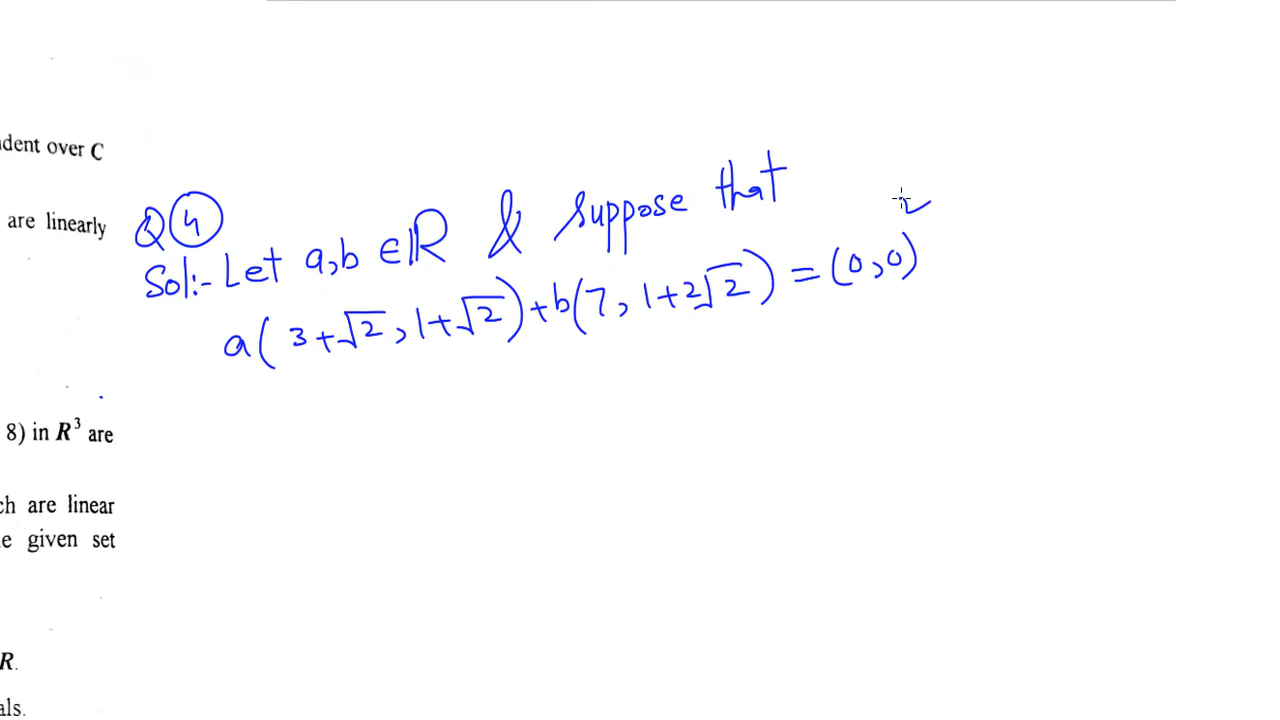 dent over C
are linearly
Q④
Sol:- Let a,b ∈ ℝ & suppose that
a(3+√2, 1+√2)+b(7, 1+2√2) = (0,0)
8) in R³ are
ch are linear
e given set
R.
als.